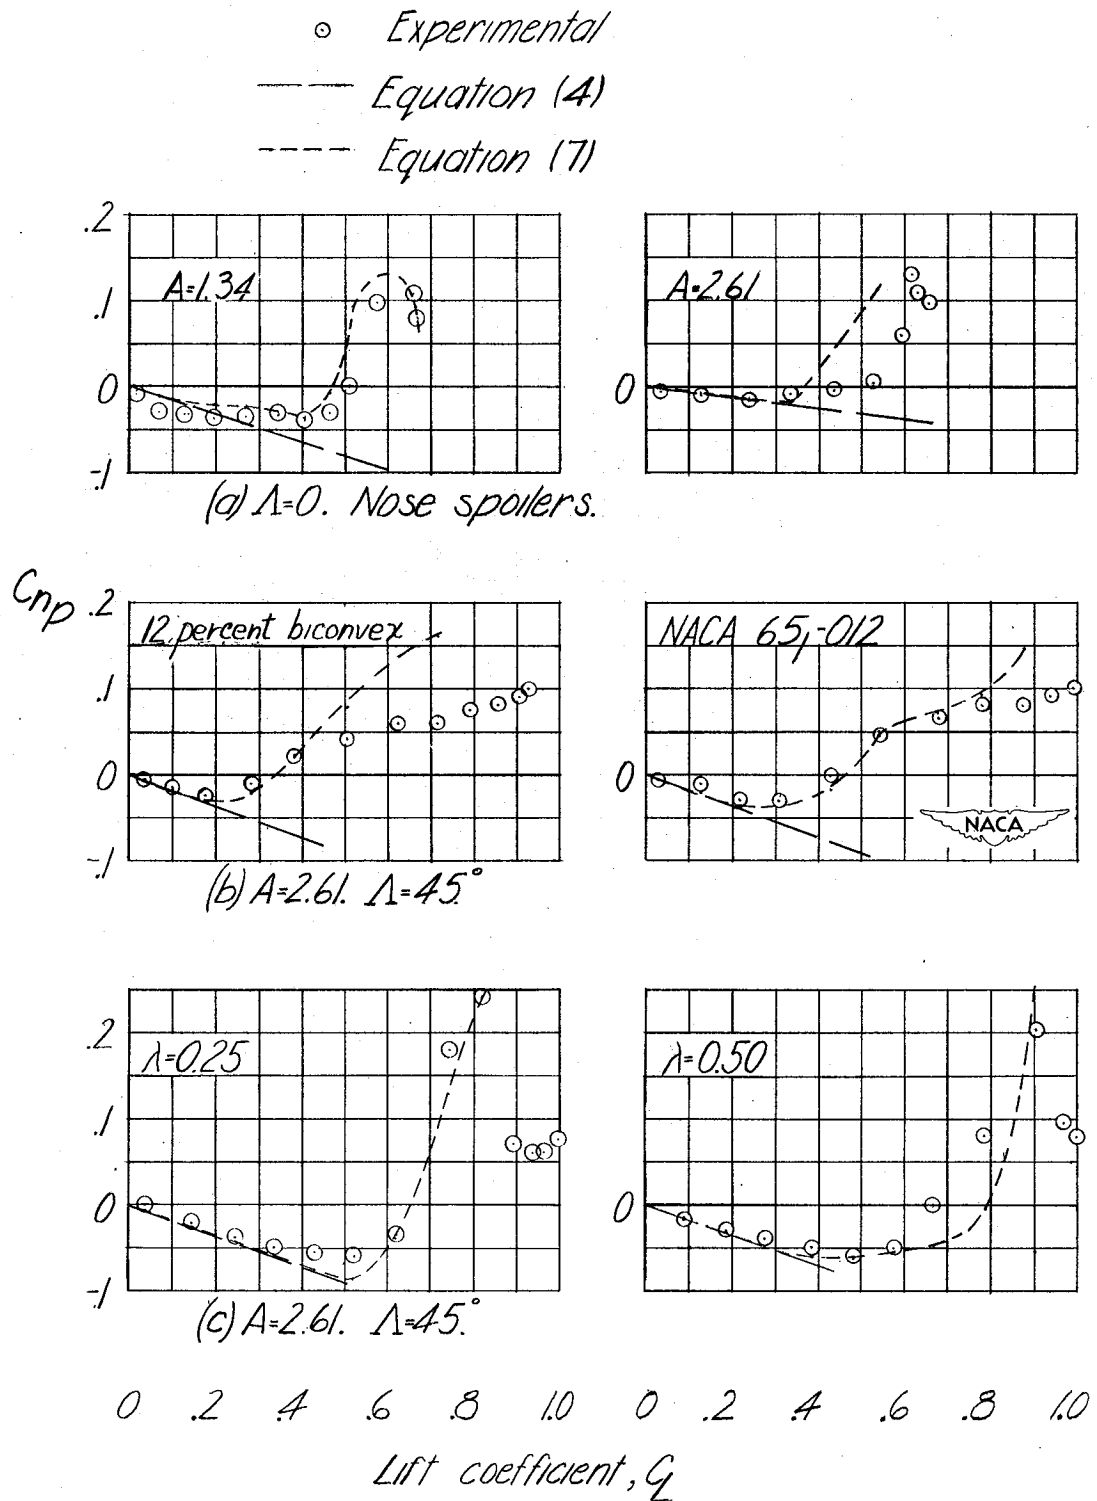 Experimental
Equation (4)
Equation (7)
.2
.1
0
-.1
A=1.34
A=2.61
(a) Λ=0. Nose spoilers.
Cnp
.2
.1
0
-.1
12 percent biconvex
0
NACA 65,-012
NACA
(b) A=2.61. Λ=45°.
.2
.1
0
-.1
λ=0.25
0
λ=0.50
(c) A=2.61. Λ=45°.
0 .2 .4 .6 .8 1.0 0 .2 .4 .6 .8 1.0
Lift coefficient, CL